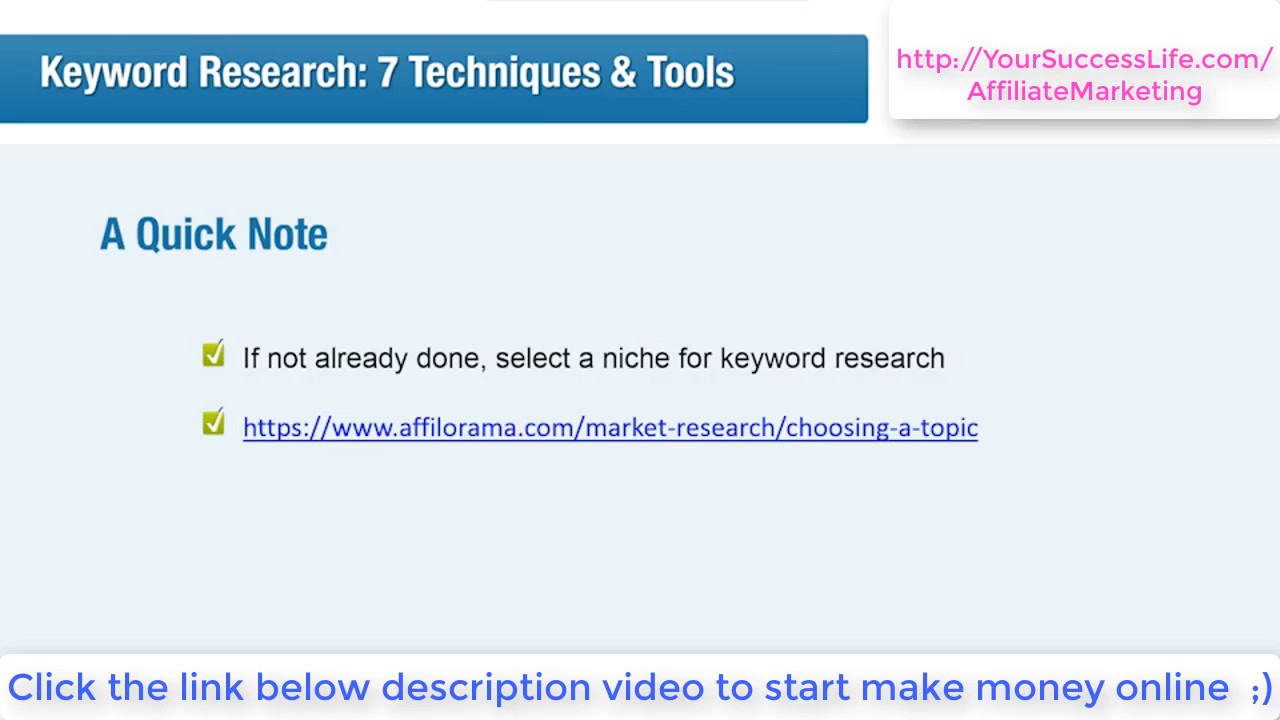 Keyword Research: 7 Techniques & Tools
http://YourSuccessLife.com/
AffiliateMarketing
A Quick Note
If not already done, select a niche for keyword research
https://www.affilorama.com/market-research/choosing-a-topic
Click the link below description video to start make money online ;)